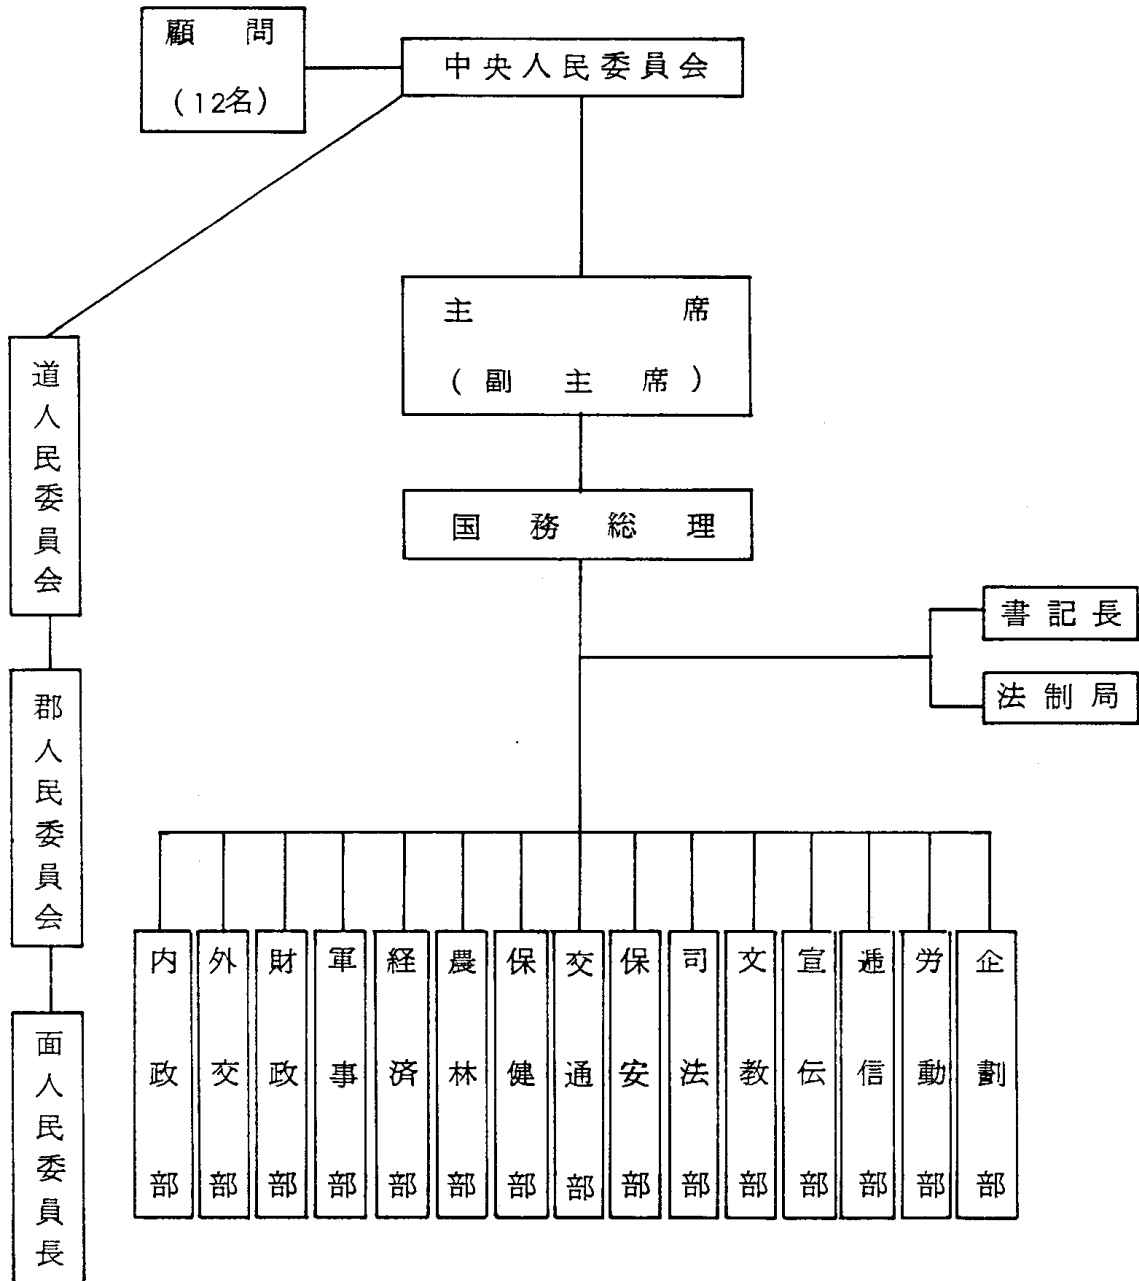 顧問
(12名)
中央人民委員会
主席
(副主席)
国務総理
書記長
法制局
道人民委員会
郡人民委員会
面人民委員長
内政部
外交部
財政部
軍事部
経済部
農林部
保健部
交通部
保安部
司法部
文教部
宣伝部
逓信部
労動部
企劃部